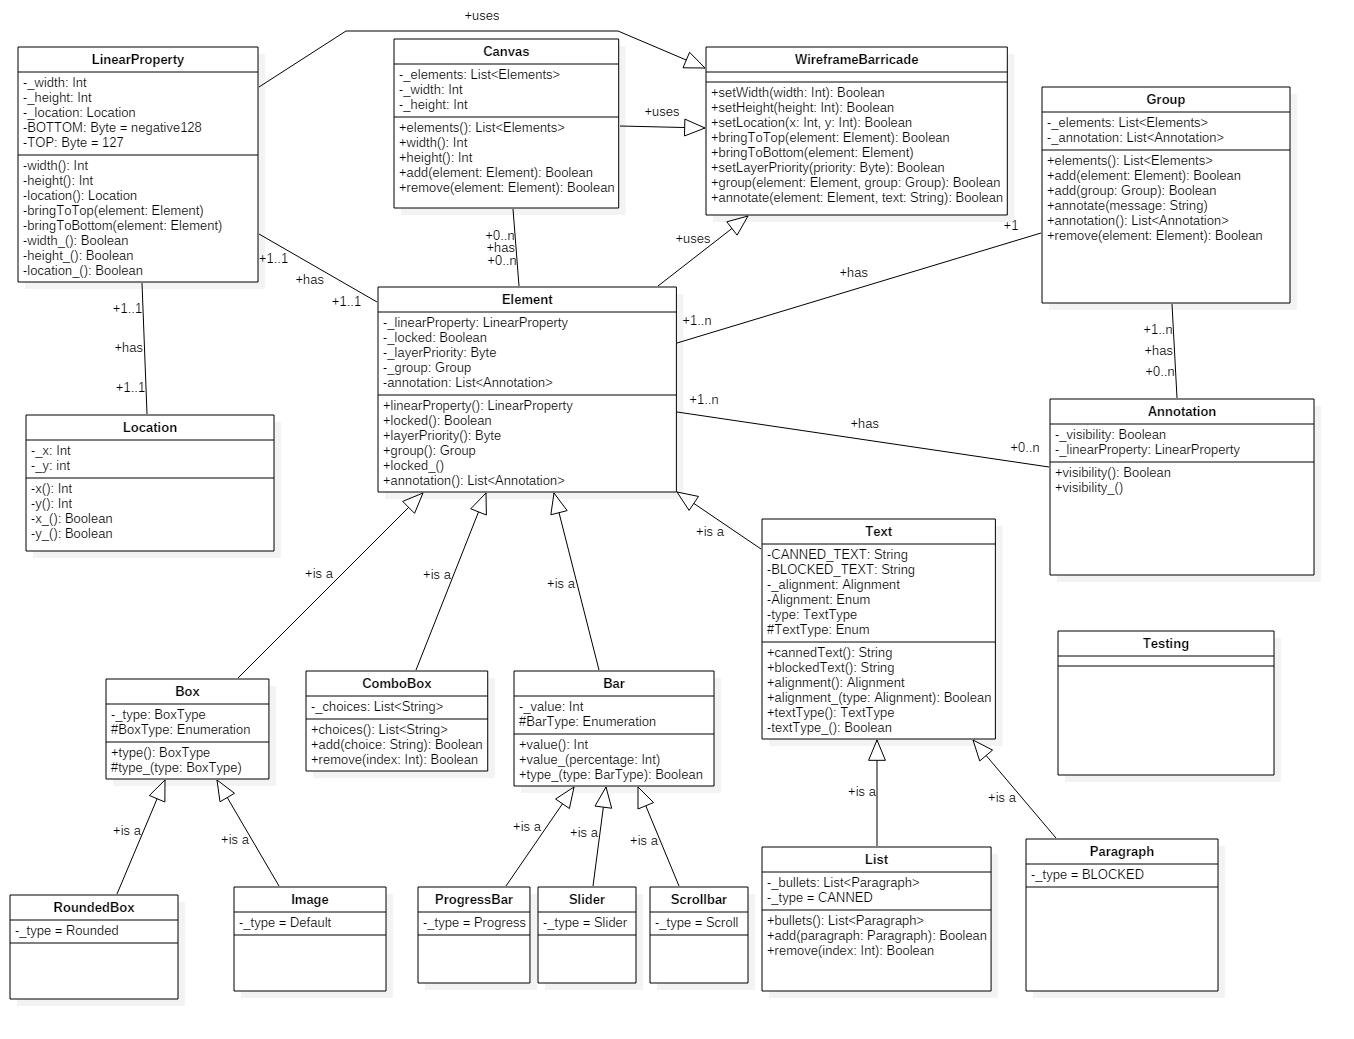 +uses
LinearProperty
-_width: Int
-_height: Int
-_location: Location
-BOTTOM: Byte = negative128
-TOP: Byte = 127
-width(): Int
-height(): Int
-location(): Location
-bringToTop(element: Element)
-bringToBottom(element: Element)
-width_(): Boolean
-height_(): Boolean
-location_(): Boolean
Canvas
-_elements: List<Elements>
-_width: Int
-_height: Int
+elements(): List<Elements>
+width(): Int
+height(): Int
+add(element: Element): Boolean
+remove(element: Element): Boolean
+uses
WireframeBarricade
+setWidth(width: Int): Boolean
+setHeight(height: Int): Boolean
+setLocation(x: Int, y: Int): Boolean
+bringToTop(element: Element): Boolean
+bringToBottom(element: Element)
+setLayerPriority(priority: Byte): Boolean
+group(element: Element, group: Group): Boolean
+annotate(element: Element, text: String): Boolean
Group
-_elements: List<Elements>
-_annotation: List<Annotation>
+elements(): List<Elements>
+add(element: Element): Boolean
+add(group: Group): Boolean
+annotate(message: String)
+annotation(): List<Annotation>
+remove(element: Element): Boolean
+1..1
+has
+1..1
+0..n
+has
+0..n
+uses
+1
+has
+1..n
+1..1
+has
+1..1
Element
-_linearProperty: LinearProperty
-_locked: Boolean
-_layerPriority: Byte
-_group: Group
-annotation: List<Annotation>
+linearProperty(): LinearProperty
+locked(): Boolean
+layerPriority(): Byte
+group(): Group
+locked_()
+annotation(): List<Annotation>
+1..n
+has
+0..n
+1..n
+has
+0..n
Location
-_x: Int
-_y: int
-x(): Int
-y(): Int
-x_(): Boolean
-y_(): Boolean
Annotation
-_visibility: Boolean
-_linearProperty: LinearProperty
+visibility(): Boolean
+visibility_()
+is a
+is a
+is a
+is a
Text
-CANNED_TEXT: String
-BLOCKED_TEXT: String
-_alignment: Alignment
-Alignment: Enum
-type: TextType
#TextType: Enum
+cannedText(): String
+blockedText(): String
+alignment(): Alignment
+alignment_(type: Alignment): Boolean
+textType(): TextType
-textType_(): Boolean
Testing
Box
-_type: BoxType
#BoxType: Enumeration
+type(): BoxType
#type_(type: BoxType)
ComboBox
-_choices: List<String>
+choices(): List<String>
+add(choice: String): Boolean
+remove(index: Int): Boolean
Bar
-_value: Int
#BarType: Enumeration
+value(): Int
+value_(percentage: Int)
+type_(type: BarType): Boolean
+is a
+is a
+is a
+is a
+is a
+is a
+is a
RoundedBox
-_type = Rounded
Image
-_type = Default
ProgressBar
-_type = Progress
Slider
-_type = Slider
Scrollbar
-_type = Scroll
List
-_bullets: List<Paragraph>
-_type = CANNED
+bullets(): List<Paragraph>
+add(paragraph: Paragraph): Boolean
+remove(index: Int): Boolean
Paragraph
-_type = BLOCKED